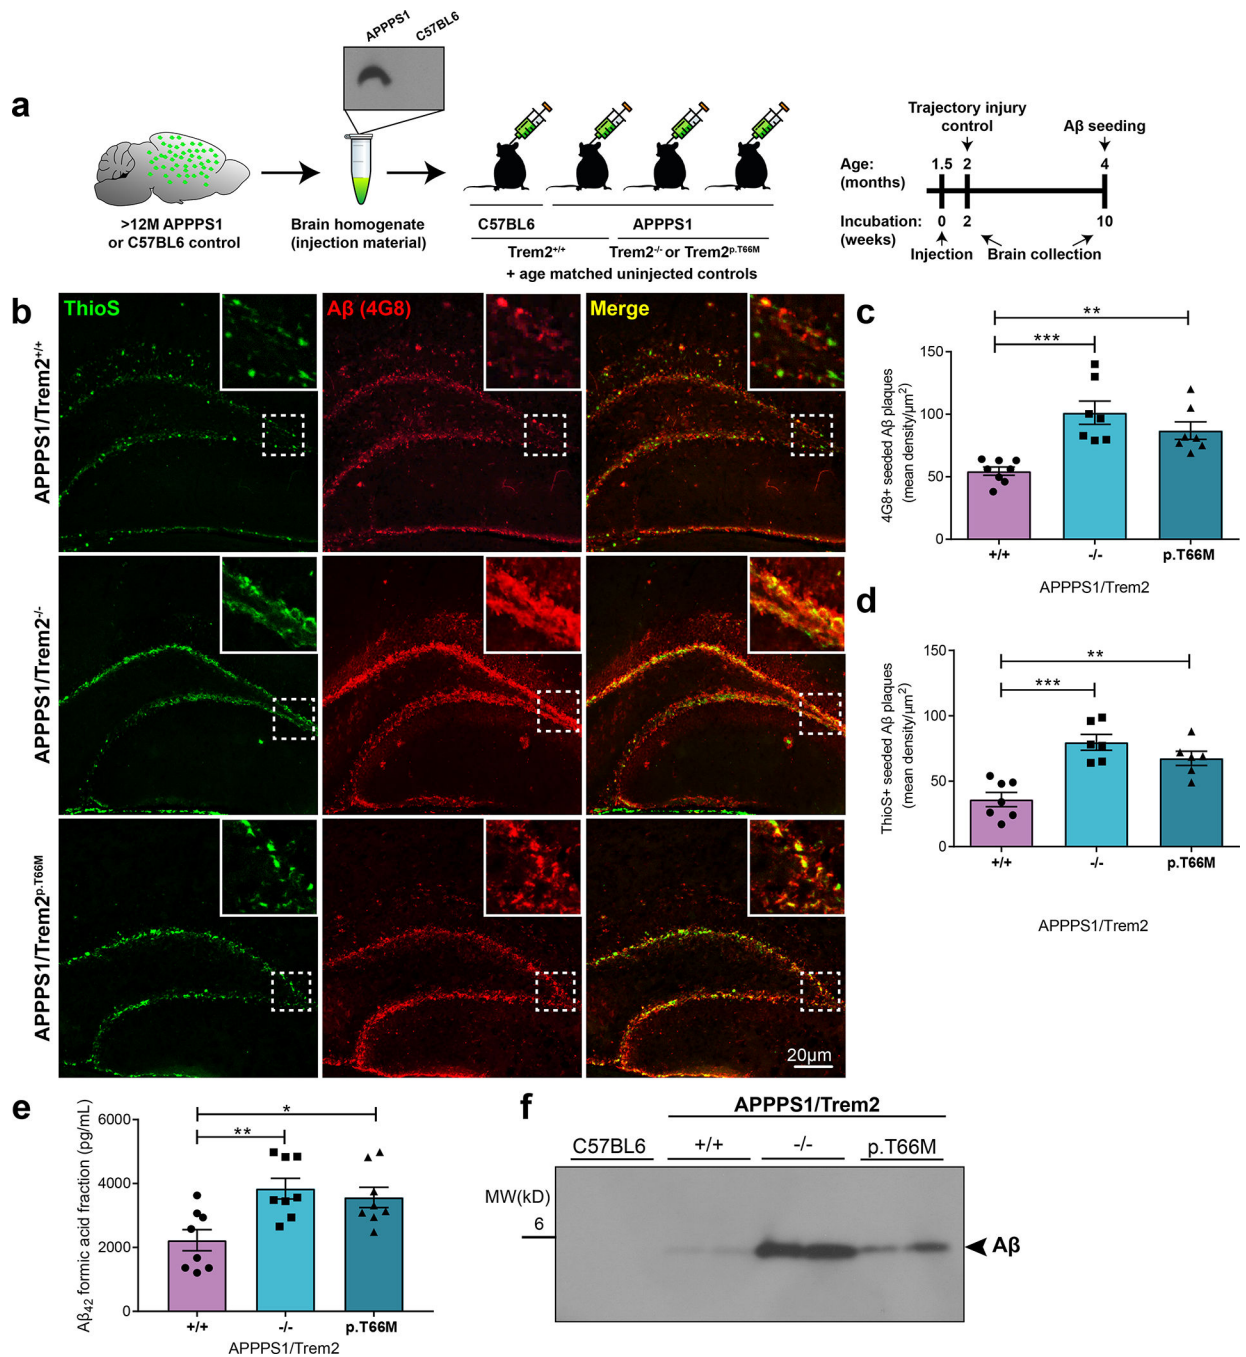 a
APPPS1
C57BL6
>12M APPPS1
or C57BL6 control
Brain homogenate
(injection material)
C57BL6
APPPS1
Trem2+/+
Trem2-/- or Trem2p.T66M
+ age matched uninjected controls
Trajectory injury
control
Aβ seeding
Age:
(months)
1.5
2
4
Incubation:
(weeks)
0
2
10
Injection
Brain collection
b
ThioS
Aβ (4G8)
Merge
APPPS1/Trem2+/+
APPPS1/Trem2-/-
APPPS1/Trem2p.T66M
20μm
c
**
***
4G8+ seeded Aβ plaques
(mean density/μm²)
150
100
50
0
+/+
-/-
p.T66M
APPPS1/Trem2
d
**
***
ThioS+ seeded Aβ plaques
(mean density/μm²)
150
100
50
0
+/+
-/-
p.T66M
APPPS1/Trem2
e
*
**
Aβ₄₂ formic acid fraction (pg/mL)
6000
4000
2000
0
+/+
-/-
p.T66M
APPPS1/Trem2
f
APPPS1/Trem2
C57BL6
+/+
-/-
p.T66M
MW(kD)
6
Aβ